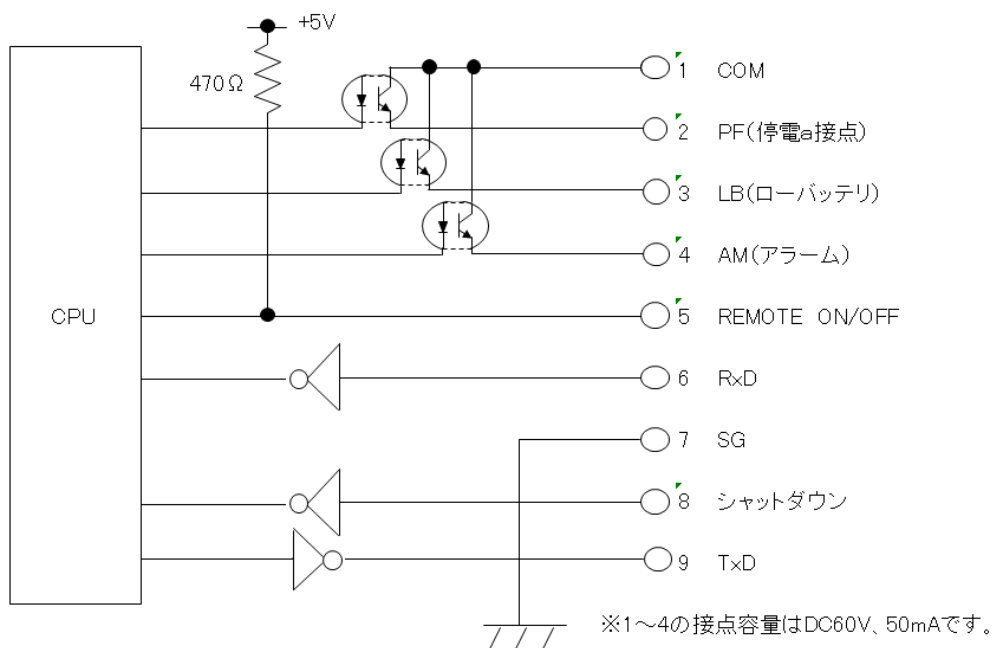 +5V
470Ω
1 COM
2 PF(停電a接点)
3 LB(ローバッテリ)
4 AM(アラーム)
CPU
5 REMOTE ON/OFF
6 RxD
7 SG
8 シャットダウン
9 TxD
※1～4の接点容量はDC60V、50mAです。